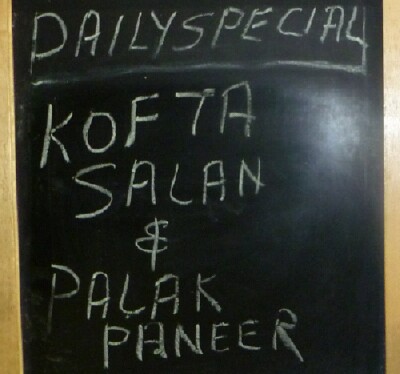 DAILYSPECIAL
KOFTA
SALAN
&
PALAK
PANEER